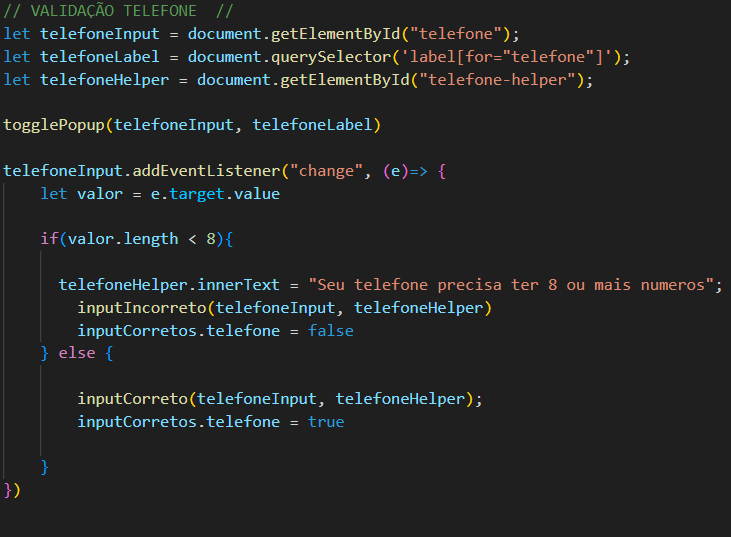 // VALIDAÇÃO TELEFONE  //
let telefoneInput = document.getElementById("telefone");
let telefoneLabel = document.querySelector('label[for="telefone"]');
let telefoneHelper = document.getElementById("telefone-helper");

togglePopup(telefoneInput, telefoneLabel)

telefoneInput.addEventListener("change", (e)=> {
    let valor = e.target.value

    if(valor.length < 8){

      telefoneHelper.innerText = "Seu telefone precisa ter 8 ou mais numeros";
        inputIncorreto(telefoneInput, telefoneHelper)
        inputCorretos.telefone = false
    } else {

        inputCorreto(telefoneInput, telefoneHelper);
        inputCorretos.telefone = true

    }
})